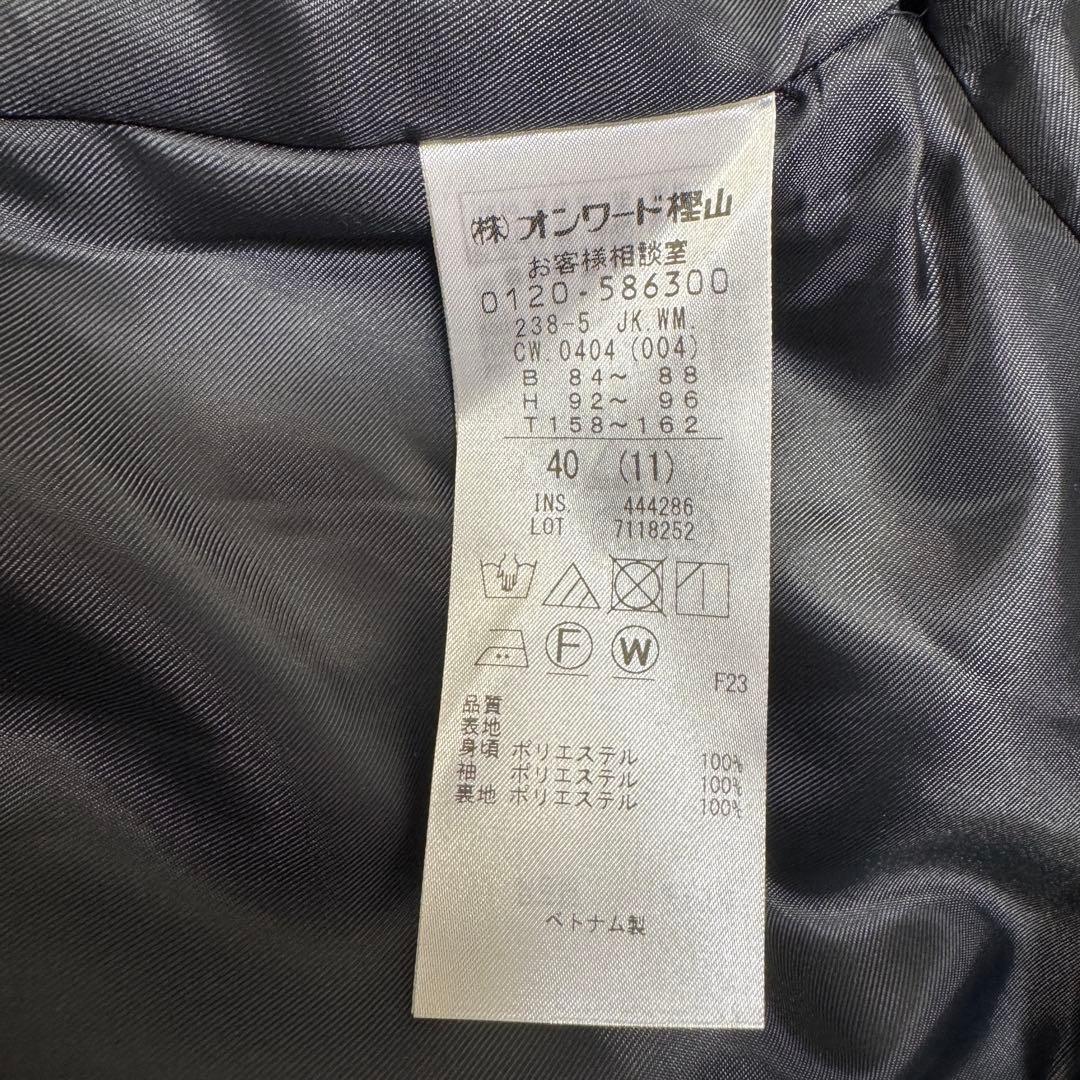 (株)オンワード樫山
お客様相談室
0120-586300
238-5 JK.WM.
CW.0404(004)
B 84～ 88
H 92～ 96
T158～162
40 (11)
INS. 444286
LOT 7118252
F
W
F23
品質
表地
身頃 ポリエステル 100%
袖 ポリエステル 100%
裏地 ポリエステル 100%
ベトナム製